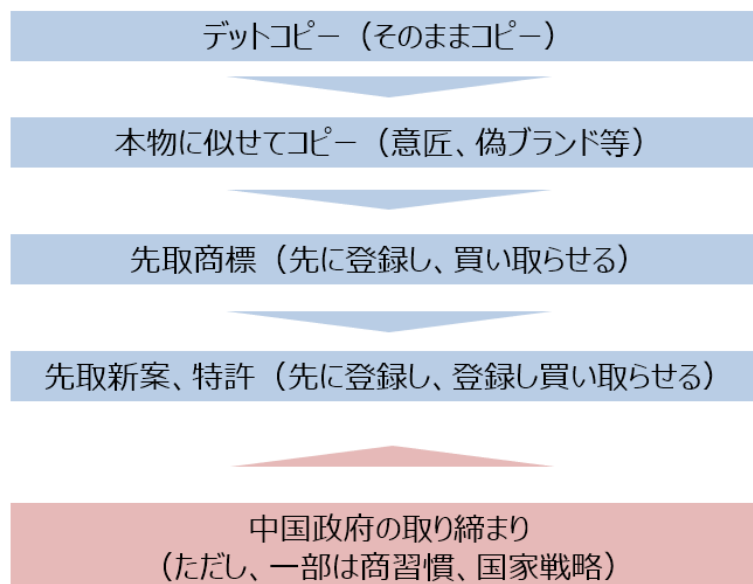 デットコピー（そのままコピー）
本物に似せてコピー（意匠、偽ブランド等）
先取商標（先に登録し、買い取らせる）
先取新案、特許（先に登録し、登録し買い取らせる）
中国政府の取り締まり
（ただし、一部は商習慣、国家戦略）